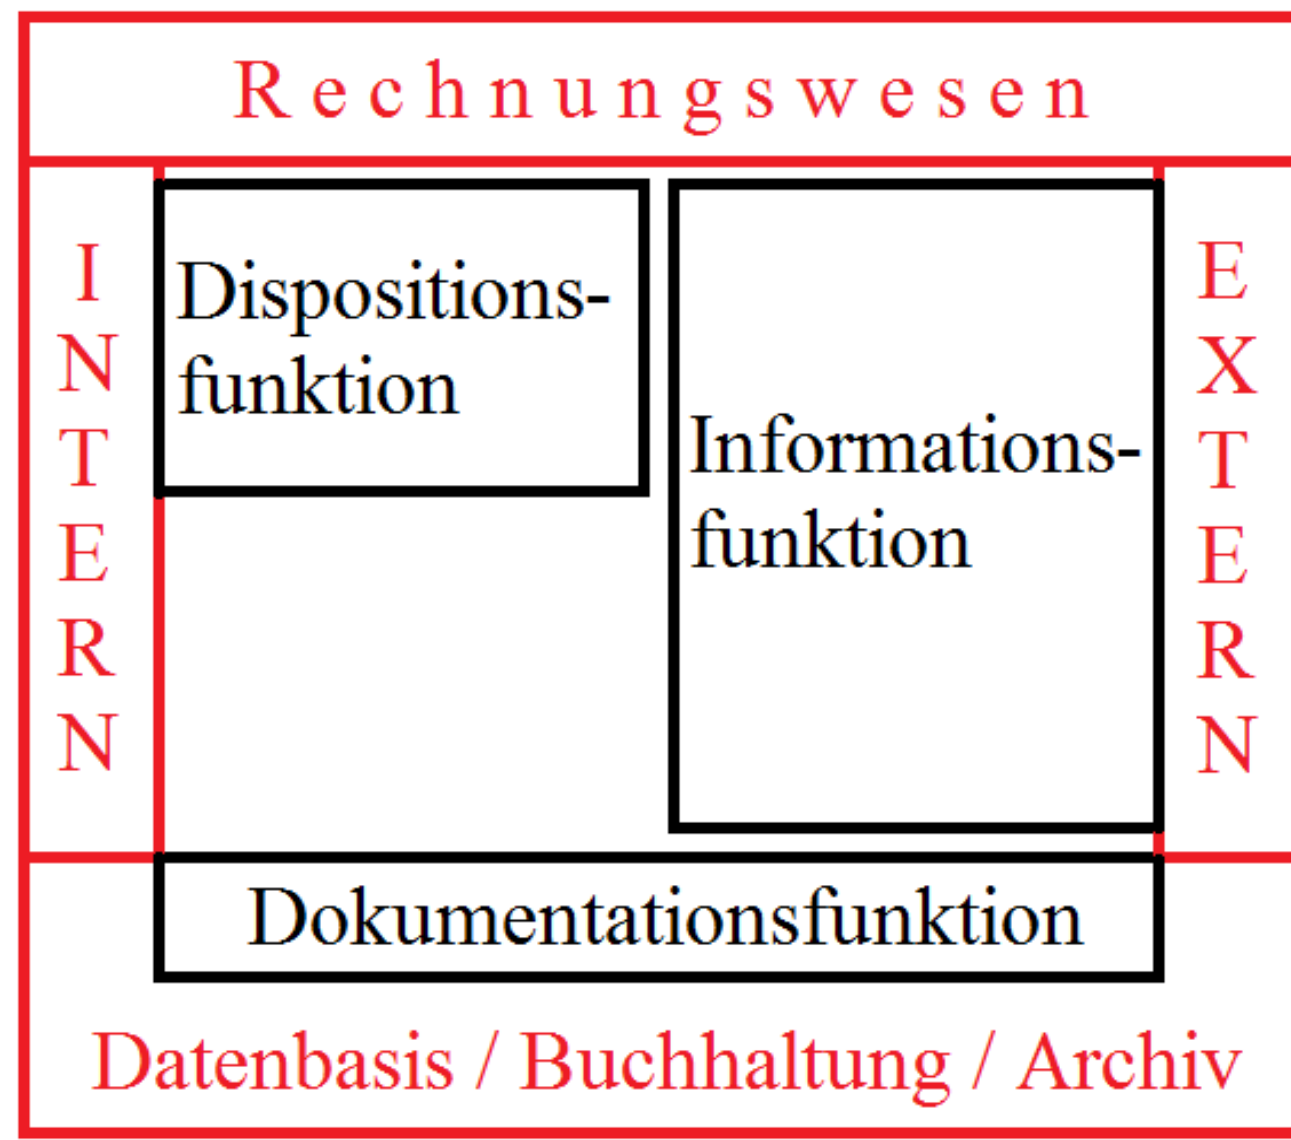 Rechnungswesen
INTERN
Dispositions-
funktion
Informations-
funktion
EXTERN
Dokumentationsfunktion
Datenbasis / Buchhaltung / Archiv